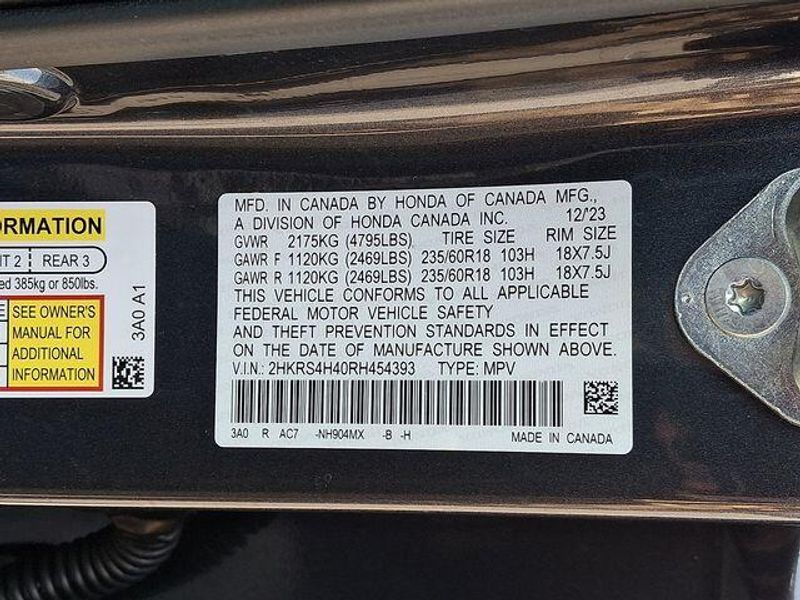 ORMATION
IT 2 REAR 3
ed 385kg or 850lbs.
SEE OWNER'S
MANUAL FOR
ADDITIONAL
INFORMATION
3A0 A1
MFD. IN CANADA BY HONDA OF CANADA MFG.,
A DIVISION OF HONDA CANADA INC. 12/'23
GVWR 2175KG (4795LBS) TIRE SIZE RIM SIZE
GAWR F 1120KG (2469LBS) 235/60R18 103H 18X7.5J
GAWR R 1120KG (2469LBS) 235/60R18 103H 18X7.5J
THIS VEHICLE CONFORMS TO ALL APPLICABLE
FEDERAL MOTOR VEHICLE SAFETY
AND THEFT PREVENTION STANDARDS IN EFFECT
ON THE DATE OF MANUFACTURE SHOWN ABOVE.
V.I.N.: 2HKRS4H40RH454393 TYPE: MPV
3A0 R AC7 -NH904MX -B -H MADE IN CANADA